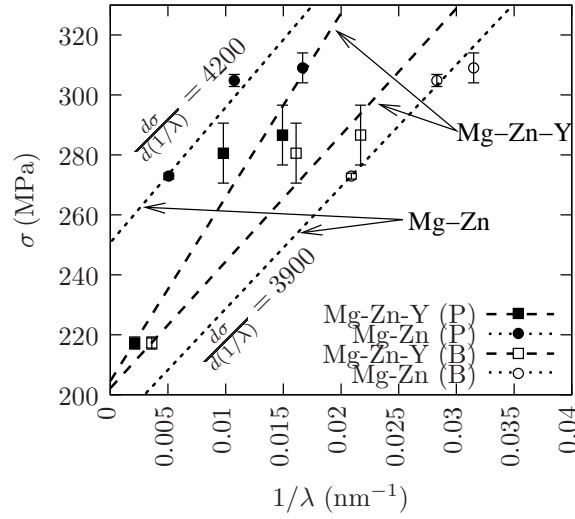 320
300
280
260
240
220
200
σ (MPa)
dσ
d(1/λ) = 4200
Mg–Zn–Y
Mg–Zn
dσ
d(1/λ) = 3900
Mg-Zn-Y (P)
Mg-Zn (P)
Mg-Zn-Y (B)
Mg-Zn (B)
0 0.005 0.01 0.015 0.02 0.025 0.03 0.035 0.04
1/λ (nm⁻¹)